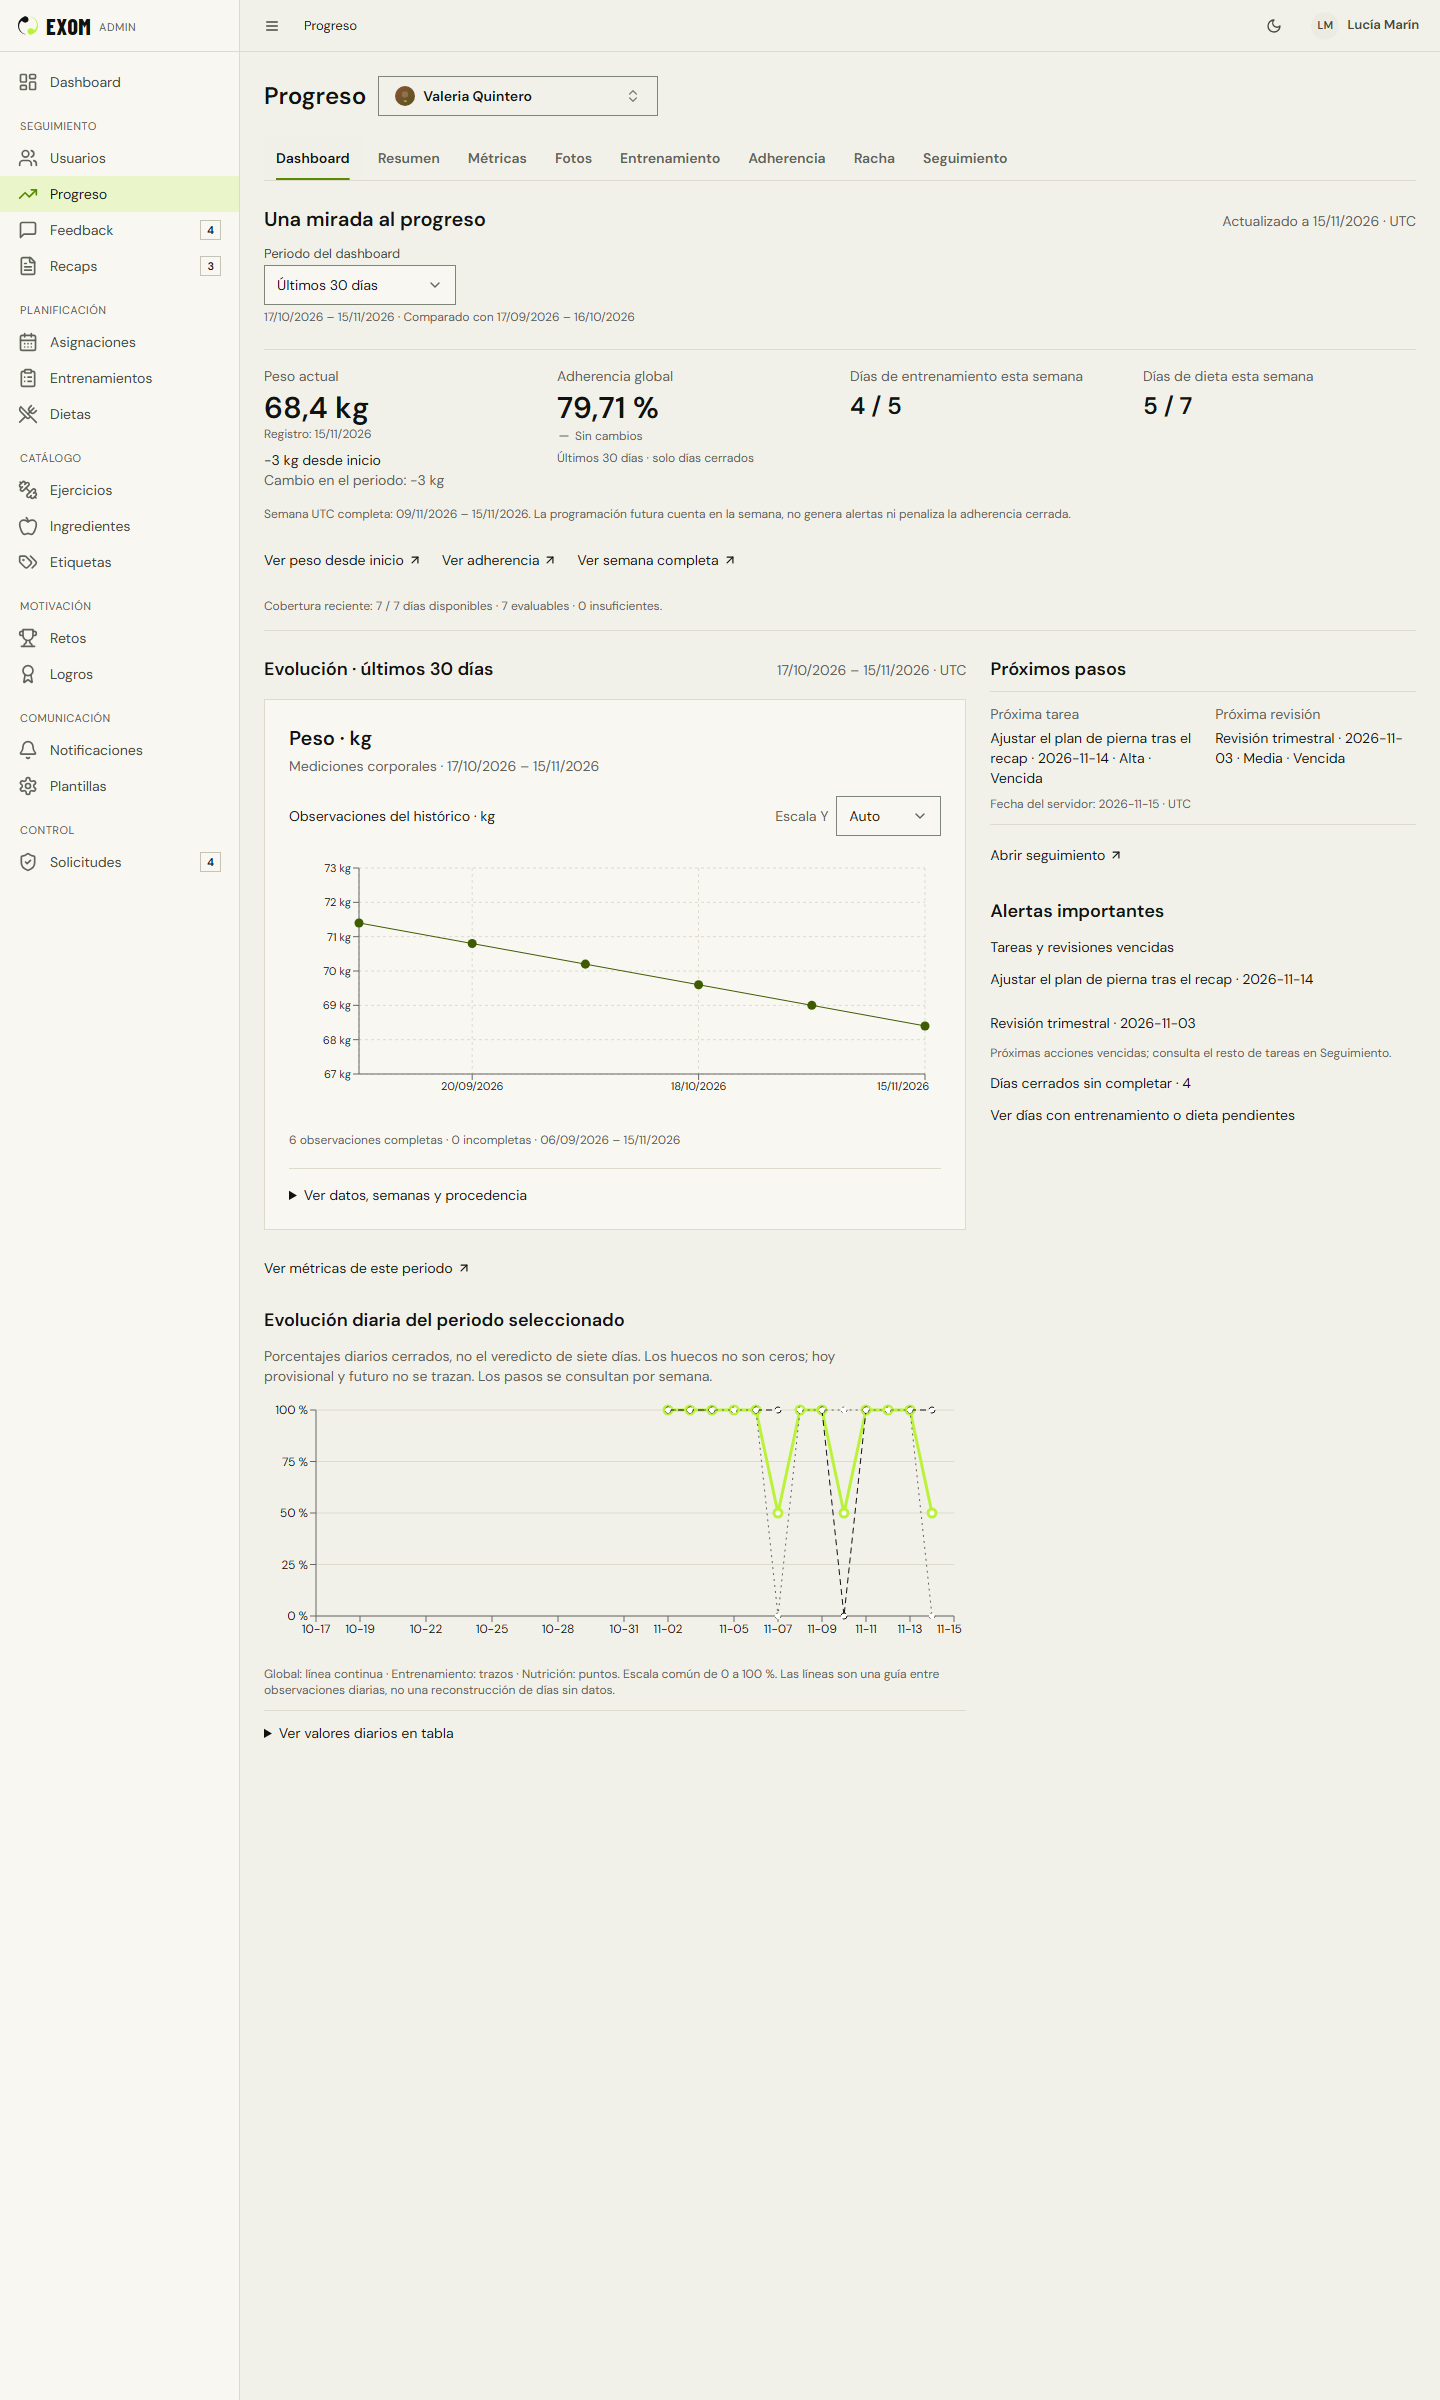 EXOM ADMIN
Dashboard
SEGUIMIENTO
Usuarios
Progreso
Feedback 4
Recaps 3
PLANIFICACIÓN
Asignaciones
Entrenamientos
Dietas
CATÁLOGO
Ejercicios
Ingredientes
Etiquetas
MOTIVACIÓN
Retos
Logros
COMUNICACIÓN
Notificaciones
Plantillas
CONTROL
Solicitudes 4
Progreso
LM Lucía Marín
Progreso Valeria Quintero
Dashboard Resumen Métricas Fotos Entrenamiento Adherencia Racha Seguimiento
Una mirada al progreso
Actualizado a 15/11/2026 · UTC
Periodo del dashboard
Últimos 30 días
17/10/2026 – 15/11/2026 · Comparado con 17/09/2026 – 16/10/2026
Peso actual
68,4 kg
Registro: 15/11/2026
-3 kg desde inicio
Cambio en el periodo: -3 kg
Adherencia global
79,71 %
— Sin cambios
Últimos 30 días · solo días cerrados
Días de entrenamiento esta semana
4 / 5
Días de dieta esta semana
5 / 7
Semana UTC completa: 09/11/2026 – 15/11/2026. La programación futura cuenta en la semana, no genera alertas ni penaliza la adherencia cerrada.
Ver peso desde inicio Ver adherencia Ver semana completa
Cobertura reciente: 7 / 7 días disponibles · 7 evaluables · 0 insuficientes.
Evolución · últimos 30 días
17/10/2026 – 15/11/2026 · UTC
Peso · kg
Mediciones corporales · 17/10/2026 – 15/11/2026
Observaciones del histórico · kg
Escala Y Auto
73 kg
72 kg
71 kg
70 kg
69 kg
68 kg
67 kg
20/09/2026 18/10/2026 15/11/2026
6 observaciones completas · 0 incompletas · 06/09/2026 – 15/11/2026
Ver datos, semanas y procedencia
Ver métricas de este periodo
Evolución diaria del periodo seleccionado
Porcentajes diarios cerrados, no el veredicto de siete días. Los huecos no son ceros; hoy
provisional y futuro no se trazan. Los pasos se consultan por semana.
100 %
75 %
50 %
25 %
0 %
10-17 10-19 10-22 10-25 10-28 10-31 11-02 11-05 11-07 11-09 11-11 11-13 11-15
Global: línea continua · Entrenamiento: trazos · Nutrición: puntos. Escala común de 0 a 100 %. Las líneas son una guía entre
observaciones diarias, no una reconstrucción de días sin datos.
Ver valores diarios en tabla
Próximos pasos
Próxima tarea
Ajustar el plan de pierna tras el
recap · 2026-11-14 · Alta ·
Vencida
Fecha del servidor: 2026-11-15 · UTC
Próxima revisión
Revisión trimestral · 2026-11-
03 · Media · Vencida
Abrir seguimiento
Alertas importantes
Tareas y revisiones vencidas
Ajustar el plan de pierna tras el recap · 2026-11-14
Revisión trimestral · 2026-11-03
Próximas acciones vencidas; consulta el resto de tareas en Seguimiento.
Días cerrados sin completar · 4
Ver días con entrenamiento o dieta pendientes